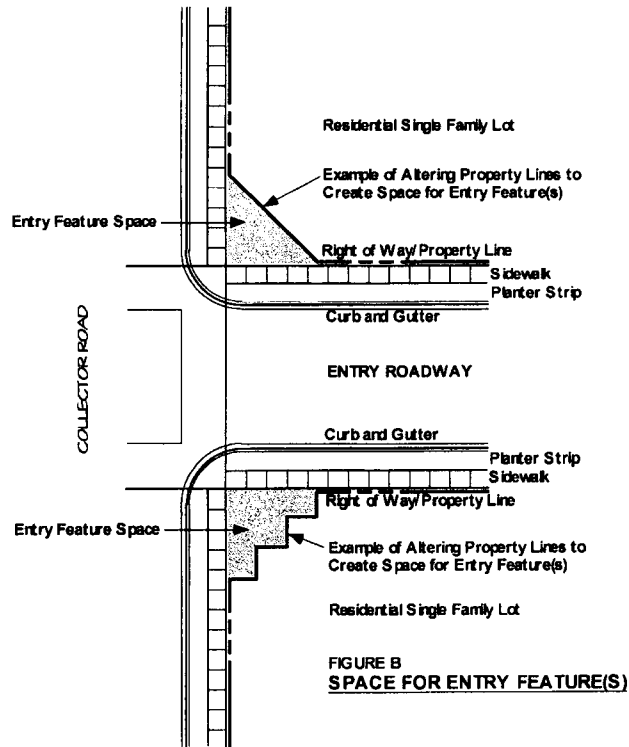 Residential Single Family Lot
Example of Altering Property Lines to
Create Space for Entry Feature(s)
Entry Feature Space
Right of Way/Property Line
Sidewalk
Planter Strip
Curb and Gutter
COLLECTOR ROAD
ENTRY ROADWAY
Curb and Gutter
Planter Strip
Sidewalk
Right of Way/Property Line
Entry Feature Space
Example of Altering Property Lines to
Create Space for Entry Feature(s)
Residential Single Family Lot
FIGURE B
SPACE FOR ENTRY FEATURE(S)